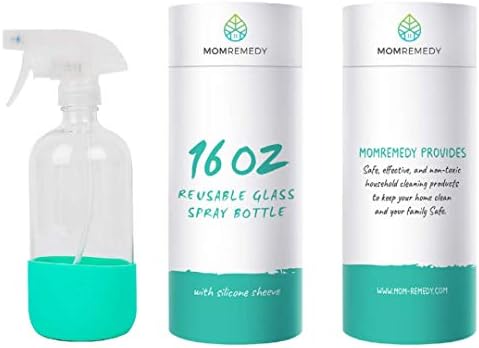 MOMREMEDY
16 OZ
REUSABLE GLASS
SPRAY BOTTLE
with silicone sheeve
MOMREMEDY
MOMREMEDY PROVIDES
Safe, effective, and non-toxic
household cleaning products
to keep your home clean
and your family Safe.
WWW.MOM-REMEDY.COM